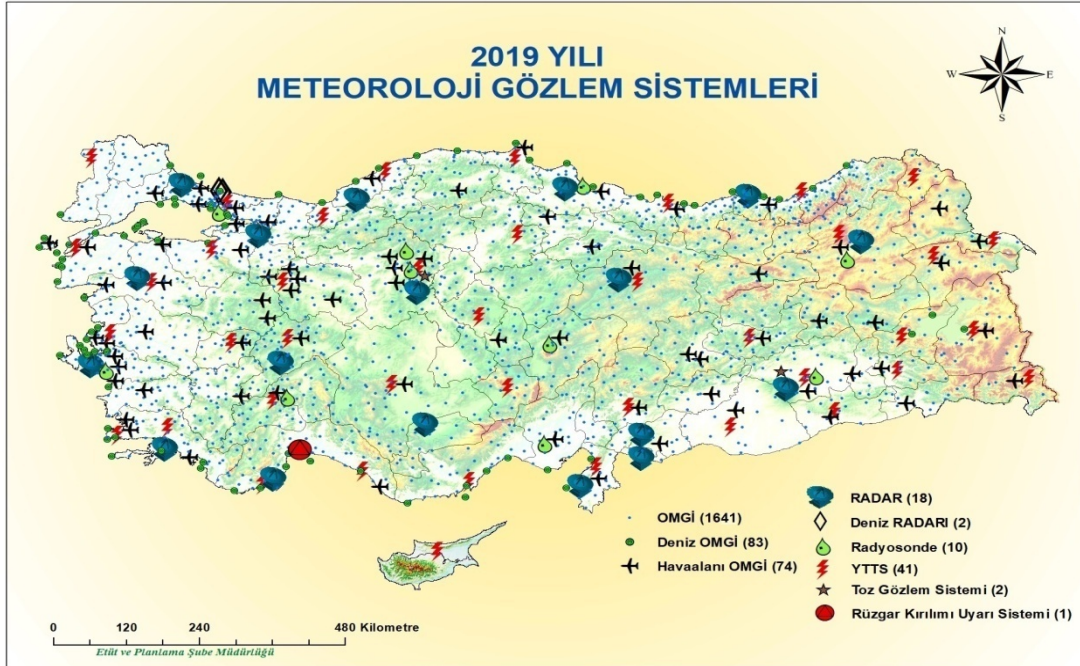 2019 YILI
METEOROLOJİ GÖZLEM SİSTEMLERİ
N
W
E
S
OMGİ (1641)
Deniz OMGİ (83)
Havaalanı OMGİ (74)
RADAR (18)
Deniz RADARI (2)
Radyosonde (10)
YTTS (41)
Toz Gözlem Sistemi (2)
Rüzgar Kırılımı Uyarı Sistemi (1)
0 120 240 480 Kilometre
Etüt ve Planlama Şube Müdürlüğü